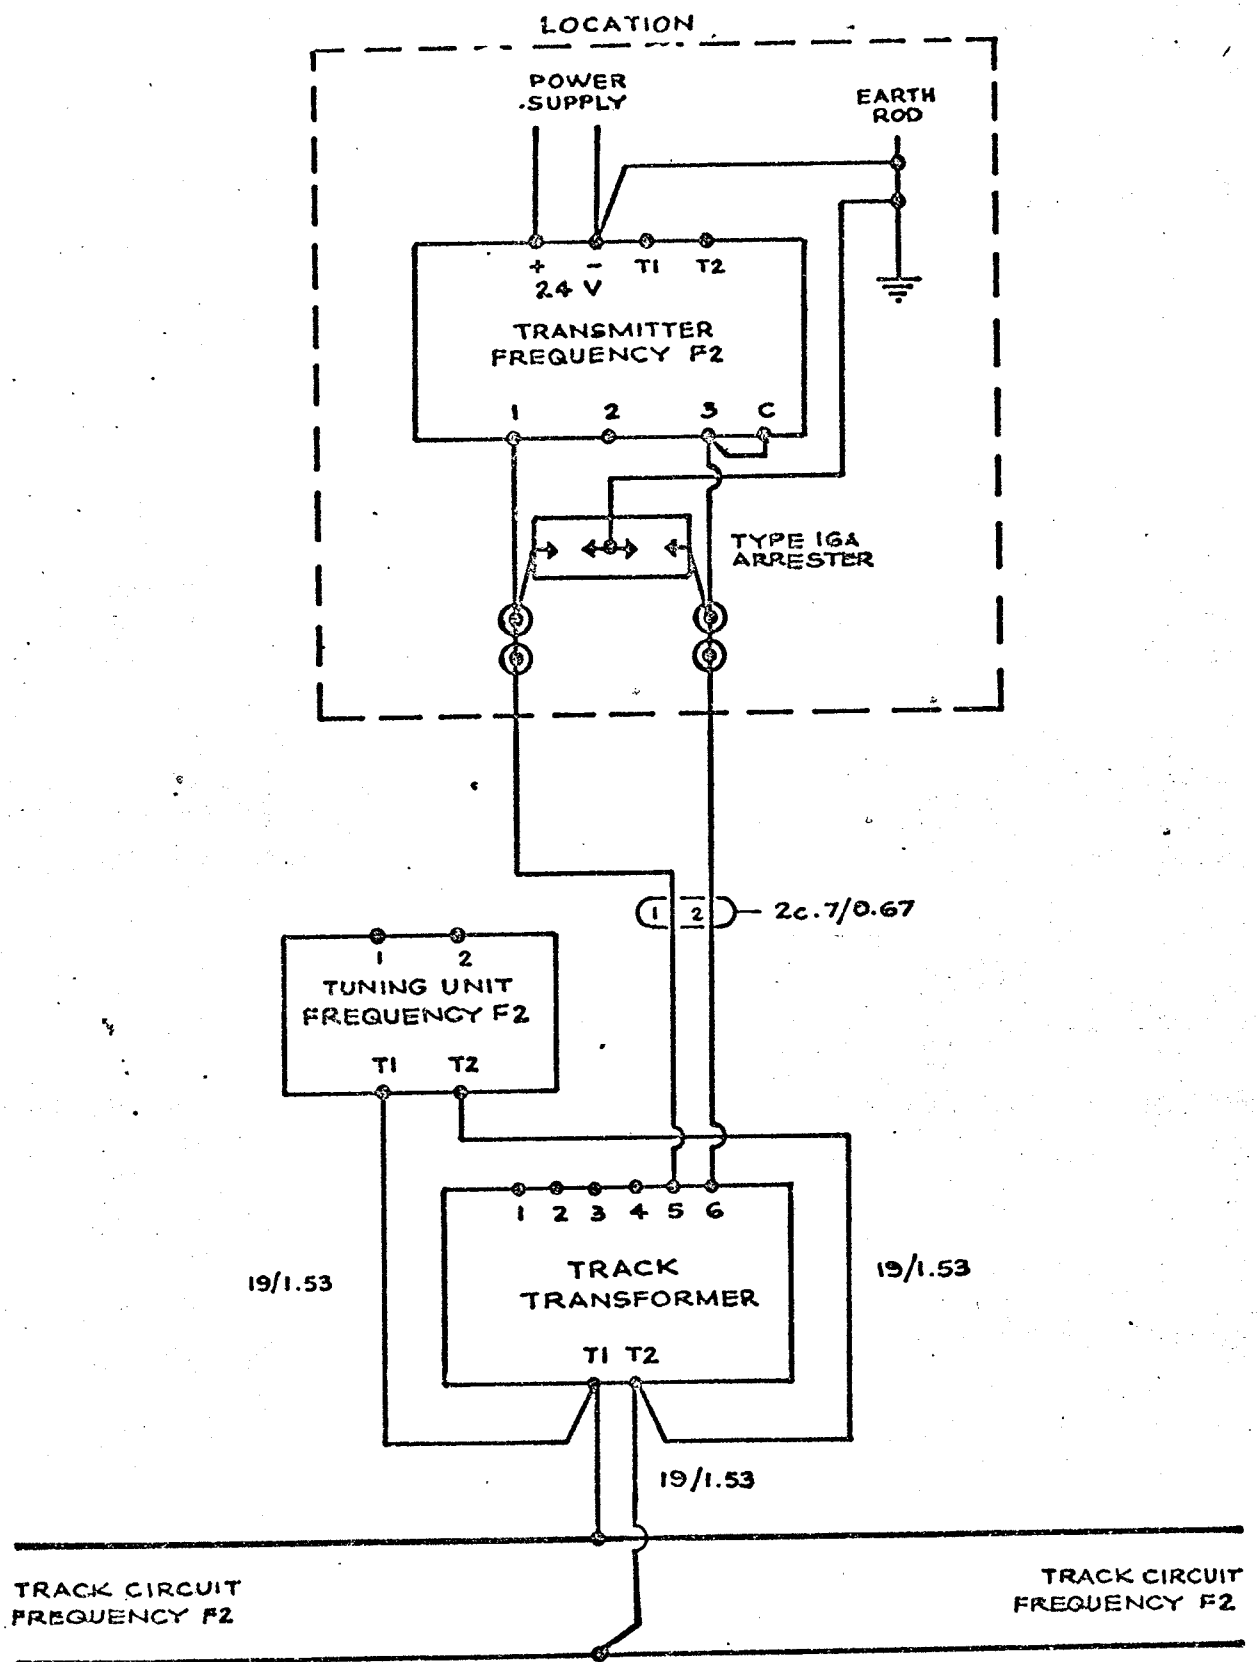 LOCATION
POWER
SUPPLY
EARTH
ROD
+ - T1 T2
24 V
TRANSMITTER
FREQUENCY F2
1 2 3 C
TYPE 16A
ARRESTER
1 2
2c.7/0.67
1 2
TUNING UNIT
FREQUENCY F2
T1 T2
1 2 3 4 5 6
TRACK
TRANSFORMER
19/1.53
19/1.53
T1 T2
19/1.53
TRACK CIRCUIT
FREQUENCY F2
TRACK CIRCUIT
FREQUENCY F2